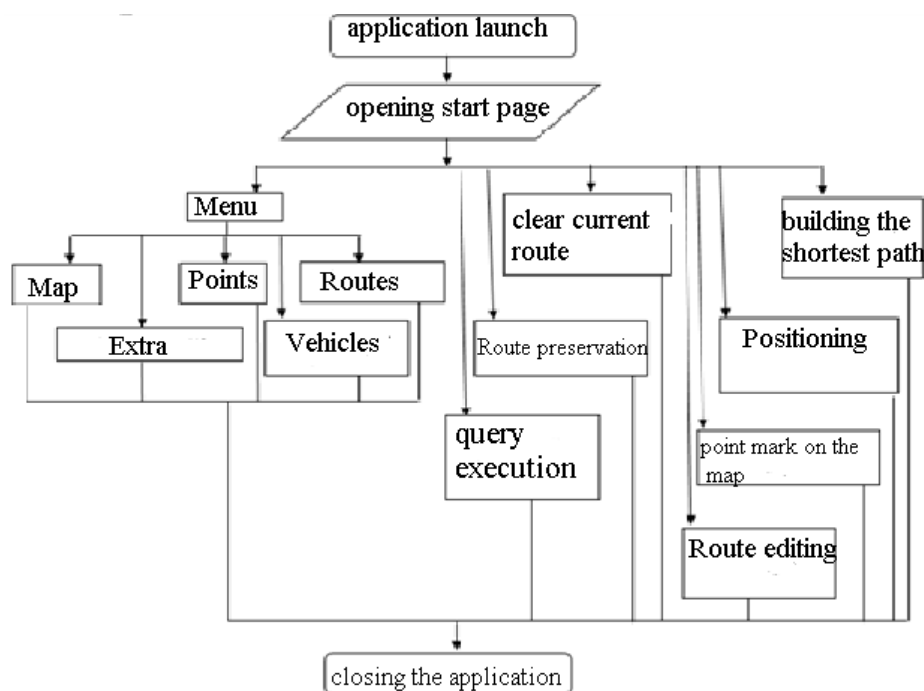 application launch
opening start page
Menu
clear current
route
building the
shortest path
Map
Points
Routes
Extra
Vehicles
Route preservation
Positioning
query
execution
point mark on the
map
Route editing
closing the application